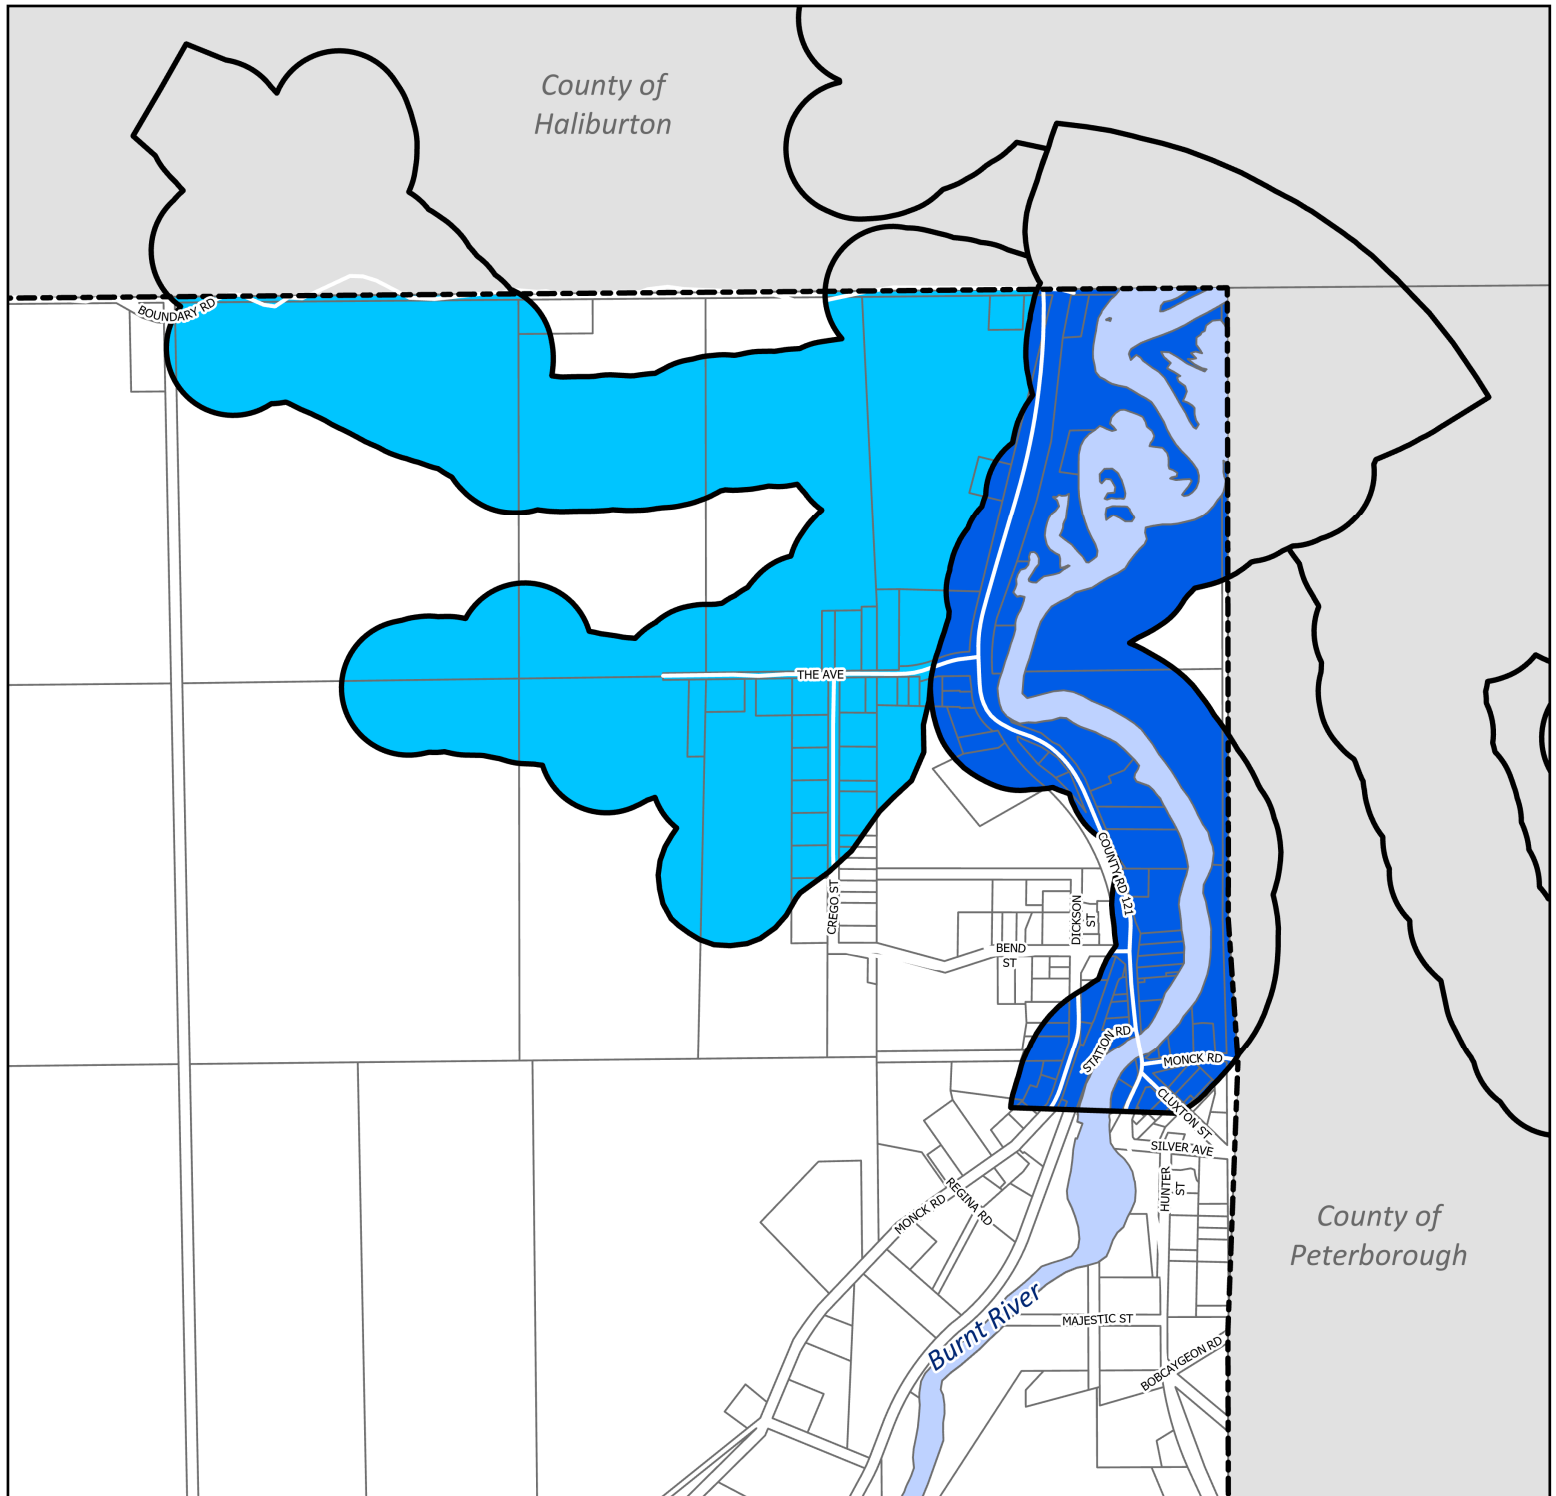 County of
Haliburton
BOUNDARY RD
THE AVE
COUNTY RD 121
CREGO ST
DICKSON
ST
BEND
ST
STATION RD
MONCK RD
CLUXTON ST
SILVER AVE
HUNTER
ST
REGINA RD
MONCK RD
County of
Peterborough
Burnt River
MAJESTIC ST
BOBCAYGEON RD